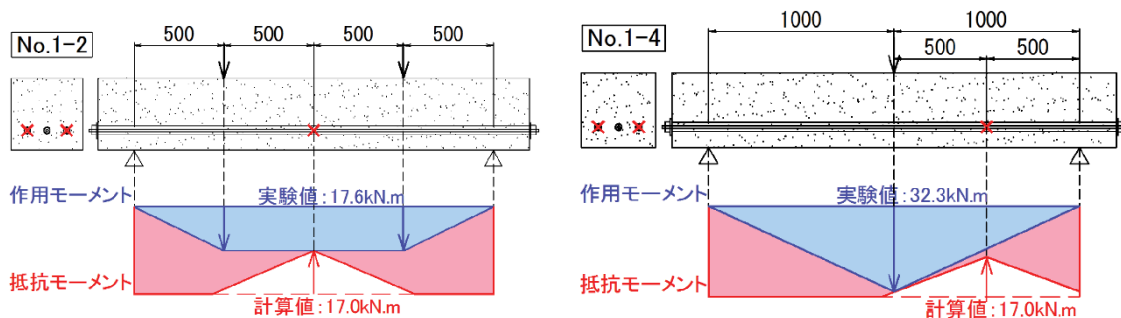 No.1-2
500 500 500 500
作用モーメント
実験値:17.6kN.m
抵抗モーメント
計算値:17.0kN.m
No.1-4
1000 1000
500 500
作用モーメント
実験値:32.3kN.m
抵抗モーメント
計算値:17.0kN.m